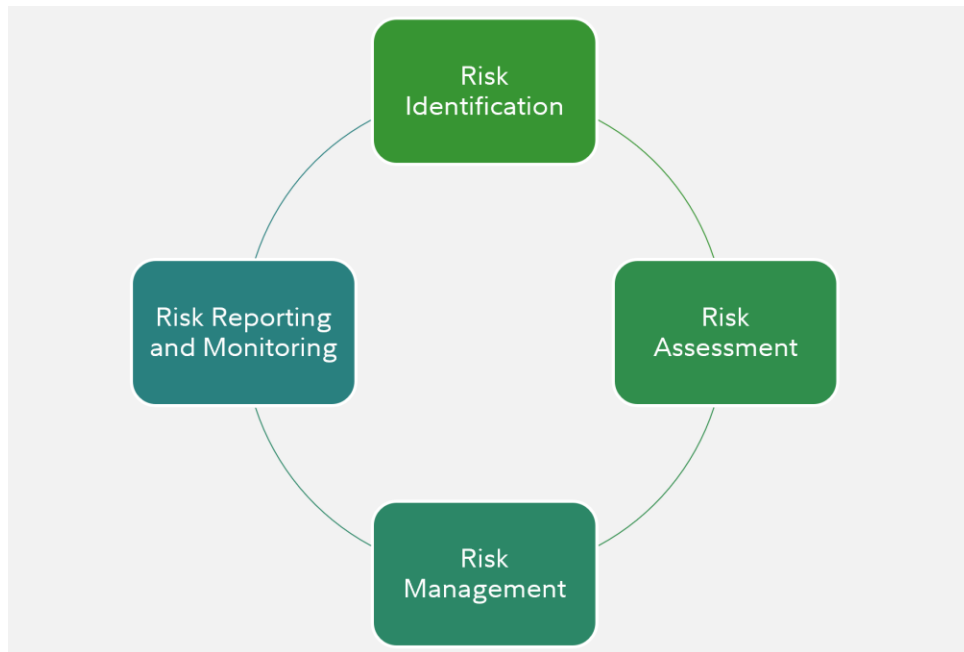 Risk
Identification
Risk
Assessment
Risk
Management
Risk Reporting
and Monitoring